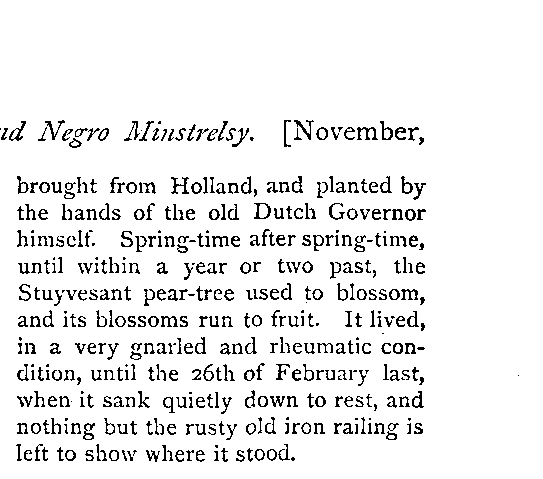 Negro Minstrelsy. [November,
brought from Holland, and planted by
the hands of the old Dutch Governor
himself. Spring-time after spring-time,
until within a year or two past, the
Stuyvesant pear-tree used to blossom,
and its blossoms run to fruit. It lived,
in a very gnarled and rheumatic con-
dition, until the 26th of February last,
when it sank quietly down to rest, and
nothing but the rusty old iron railing is
left to show where it stood.